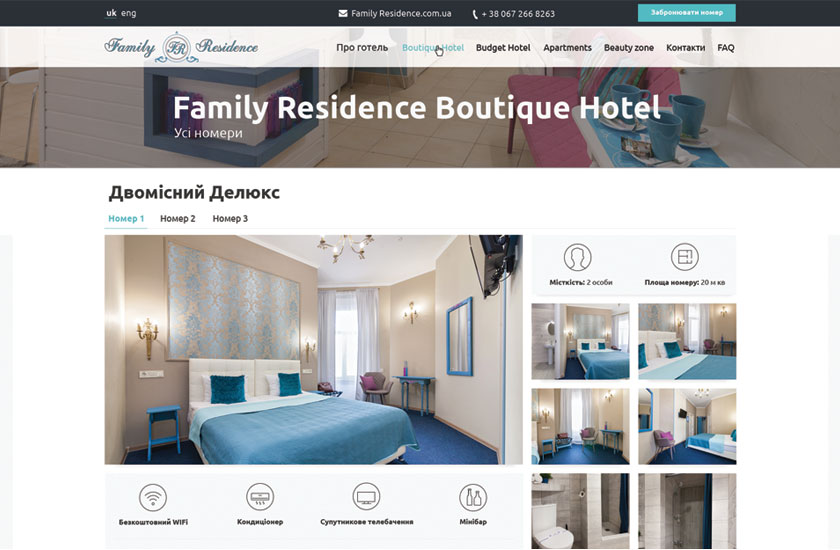 uk eng
Family Residence.com.ua
+ 38 067 266 8263
Забронювати номер
Family FR Residence
Про готель Boutique Hotel Budget Hotel Apartments Beauty zone Контакти FAQ
Family Residence Boutique Hotel
Усі номери
Двомісний Делюкс
Номер 1 Номер 2 Номер 3
Місткість: 2 особи
Площа номеру: 20 м кв
Безкоштовний WiFi
Кондиціонер
Супутникове телебачення
Мінібар